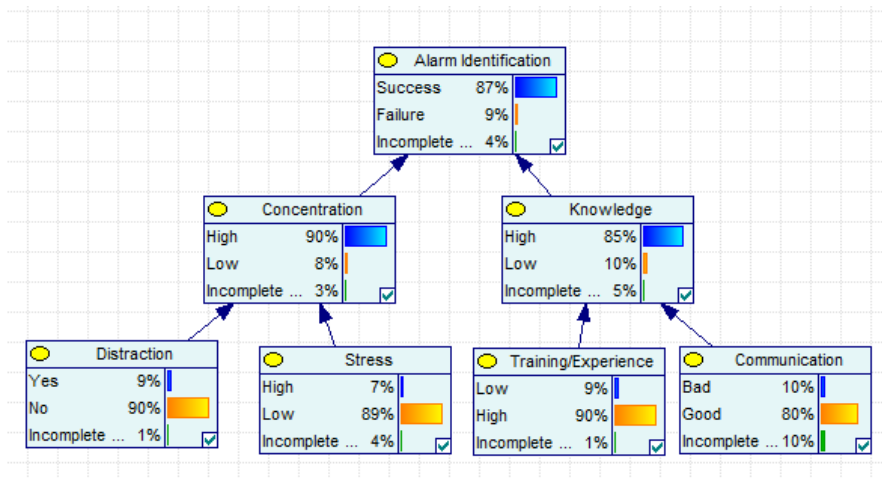 Alarm Identification
Success 87%
Failure 9%
Incomplete ... 4%
Concentration
High 90%
Low 8%
Incomplete ... 3%
Knowledge
High 85%
Low 10%
Incomplete ... 5%
Distraction
Yes 9%
No 90%
Incomplete ... 1%
Stress
High 7%
Low 89%
Incomplete ... 4%
Training/Experience
Low 9%
High 90%
Incomplete ... 1%
Communication
Bad 10%
Good 80%
Incomplete ... 10%